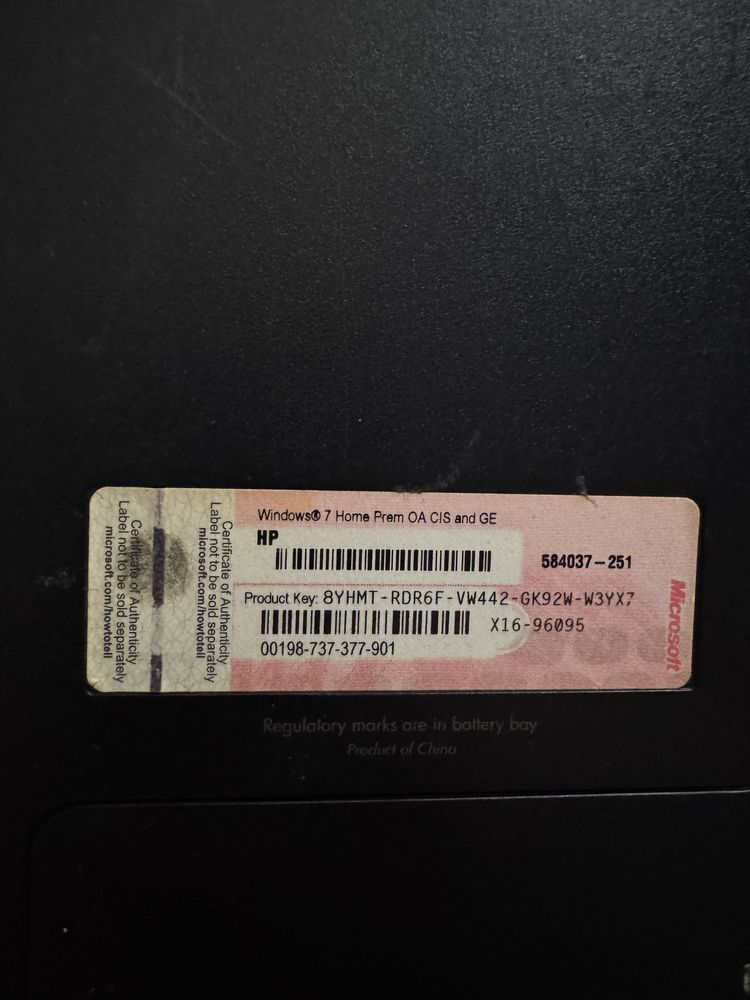 Windows® 7 Home Prem OA CIS and GE
HP
584037-251
Product Key: 8YHMT-RDR6F-VW442-GK92W-W3YX7
X16-96095
00198-737-377-901
Microsoft
Certificate of Authenticity
Label not to be sold separately
microsoft.com/howtotell
Certificate of Authenticity
Label not to be sold separately
microsoft.com/howtotell
Regulatory marks are in battery bay
Product of China